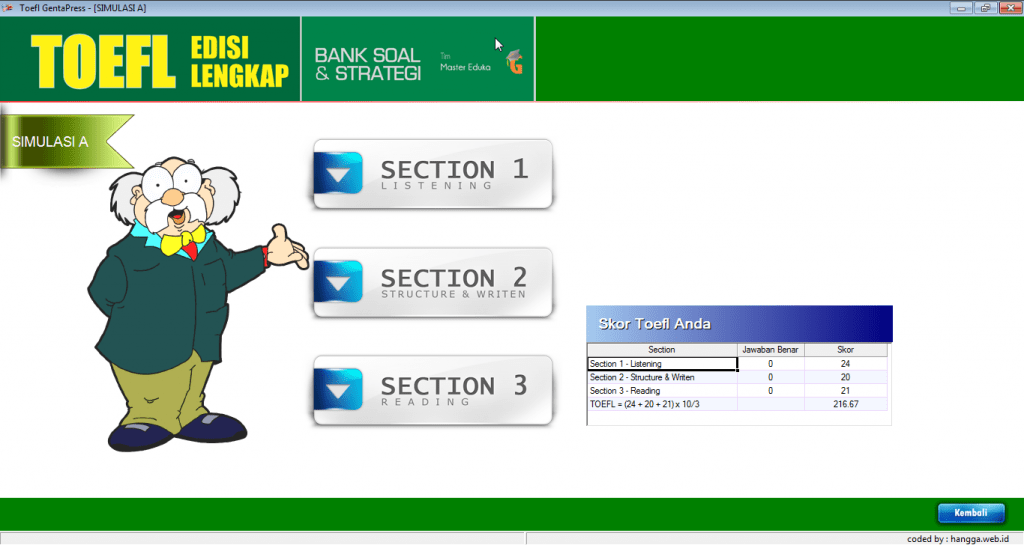 Toefl GentaPress - [SIMULASI A]
TOEFL EDISI
LENGKAP
BANK SOAL
& STRATEGI
Tim
Master Eduka
SIMULASI A
SECTION 1
LISTENING
SECTION 2
STRUCTURE & WRITEN
SECTION 3
READING
Skor Toefl Anda
Section Jawaban Benar Skor
Section 1 - Listening 0 24
Section 2 - Structure & Writen 0 20
Section 3 - Reading 0 21
TOEFL = (24 + 20 + 21) x 10/3 216.67
Kembali
coded by : hangga.web.id